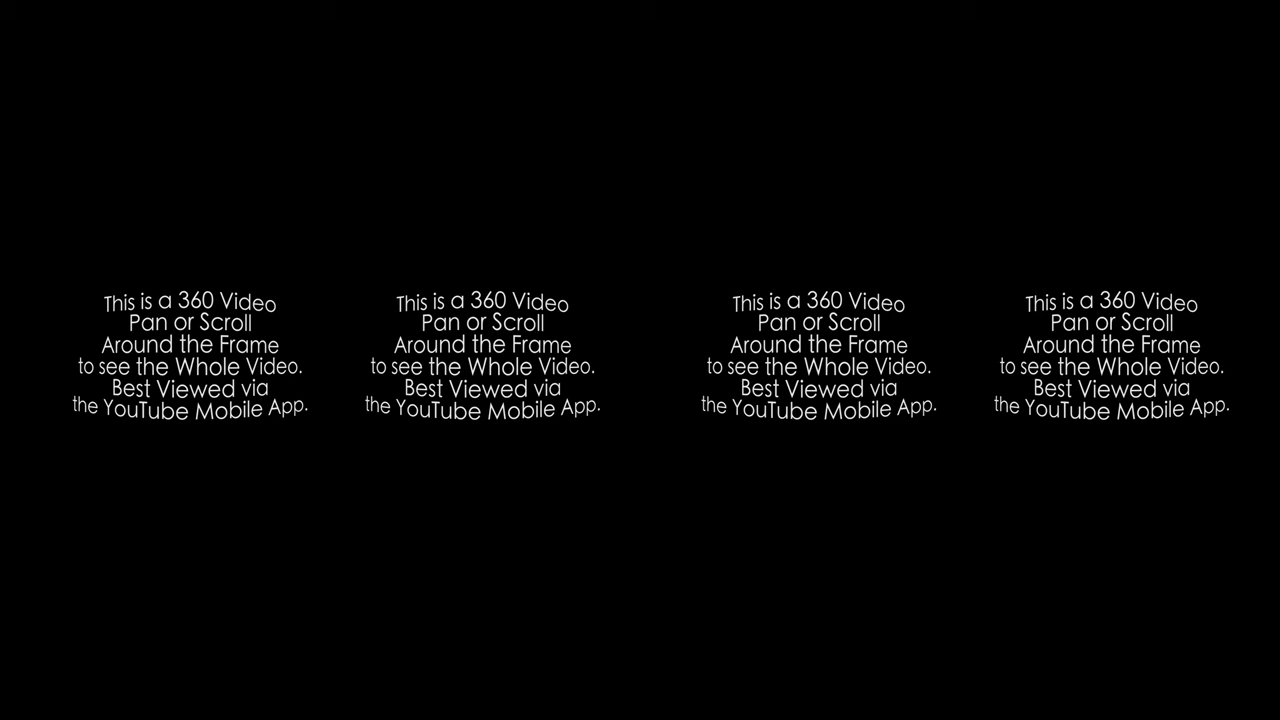 This is a 360 Video
Pan or Scroll
Around the Frame
to see the Whole Video.
Best Viewed via
the YouTube Mobile App.
This is a 360 Video
Pan or Scroll
Around the Frame
to see the Whole Video.
Best Viewed via
the YouTube Mobile App.
This is a 360 Video
Pan or Scroll
Around the Frame
to see the Whole Video.
Best Viewed via
the YouTube Mobile App.
This is a 360 Video
Pan or Scroll
Around the Frame
to see the Whole Video.
Best Viewed via
the YouTube Mobile App.